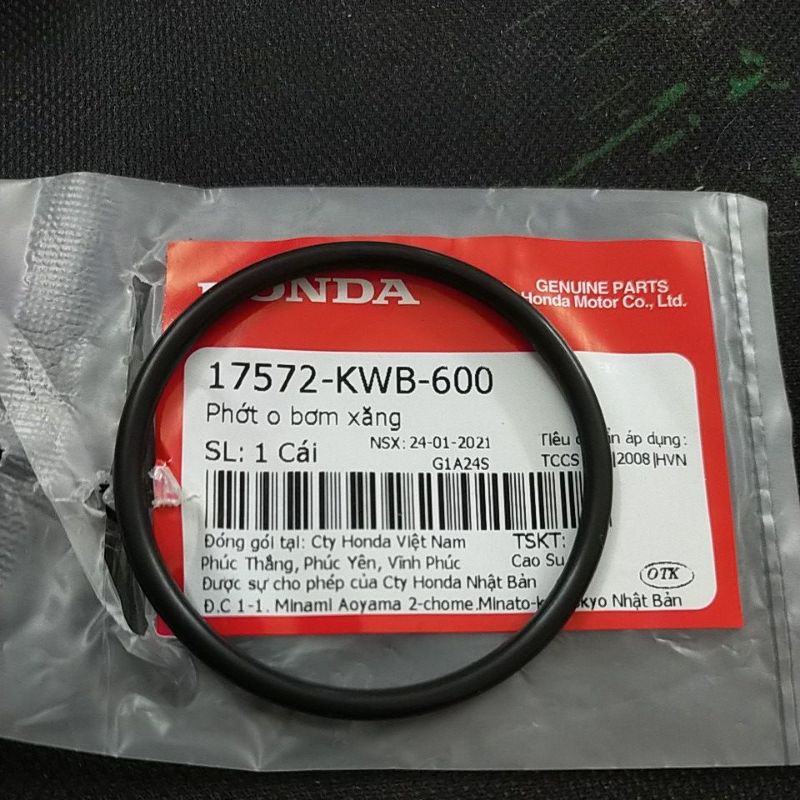 HONDA
GENUINE PARTS
Honda Motor Co., Ltd.
17572-KWB-600
Phớt o bơm xăng
SL: 1 Cái
NSX: 24-01-2021
G1A24S
Tiêu áp dụng:
TCCS |2008|HVN
Đóng gói tại: Cty Honda Việt Nam
Phúc Thắng, Phúc Yên, Vĩnh Phúc
Được sự cho phép của Cty Honda Nhật Bản
Đ.C 1-1. Minami Aoyama 2-chome.Minato- Nhật Bản
TSKT:
Cao Su
OTK